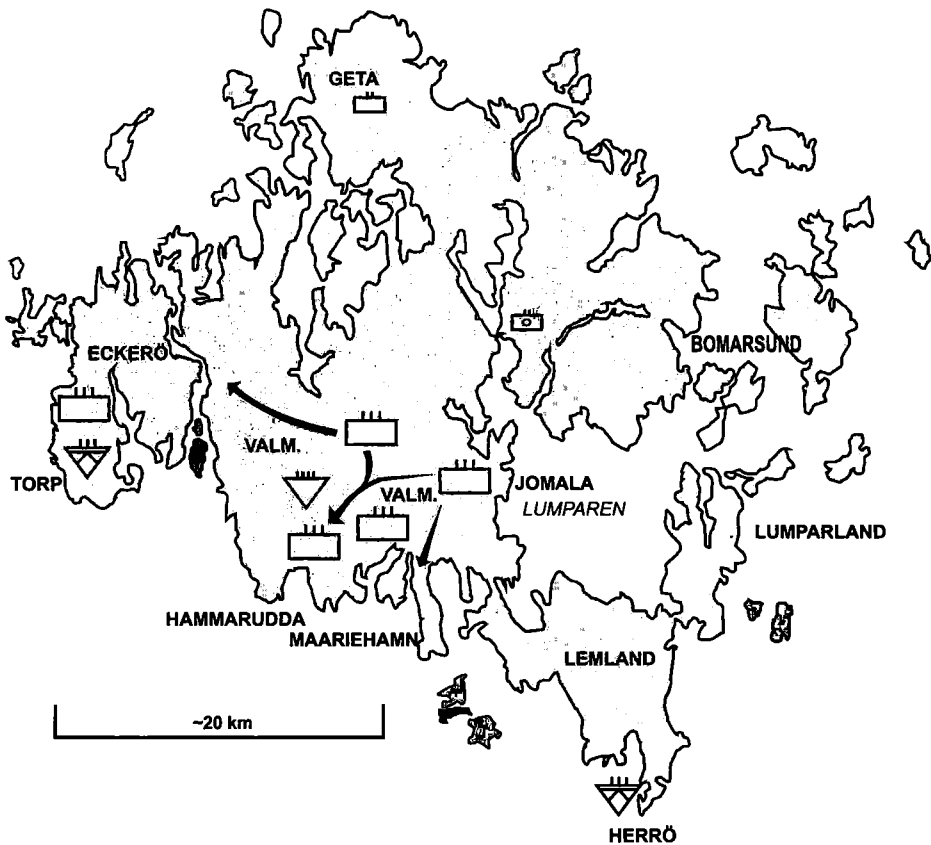 GETA
ECKERÖ
BOMARSUND
VALM.
TORP
VALM.
JOMALA
LUMPAREN
LUMPARLAND
HAMMARUDDA
MAARIEHAMN
LEMLAND
~20 km
HERRÖ